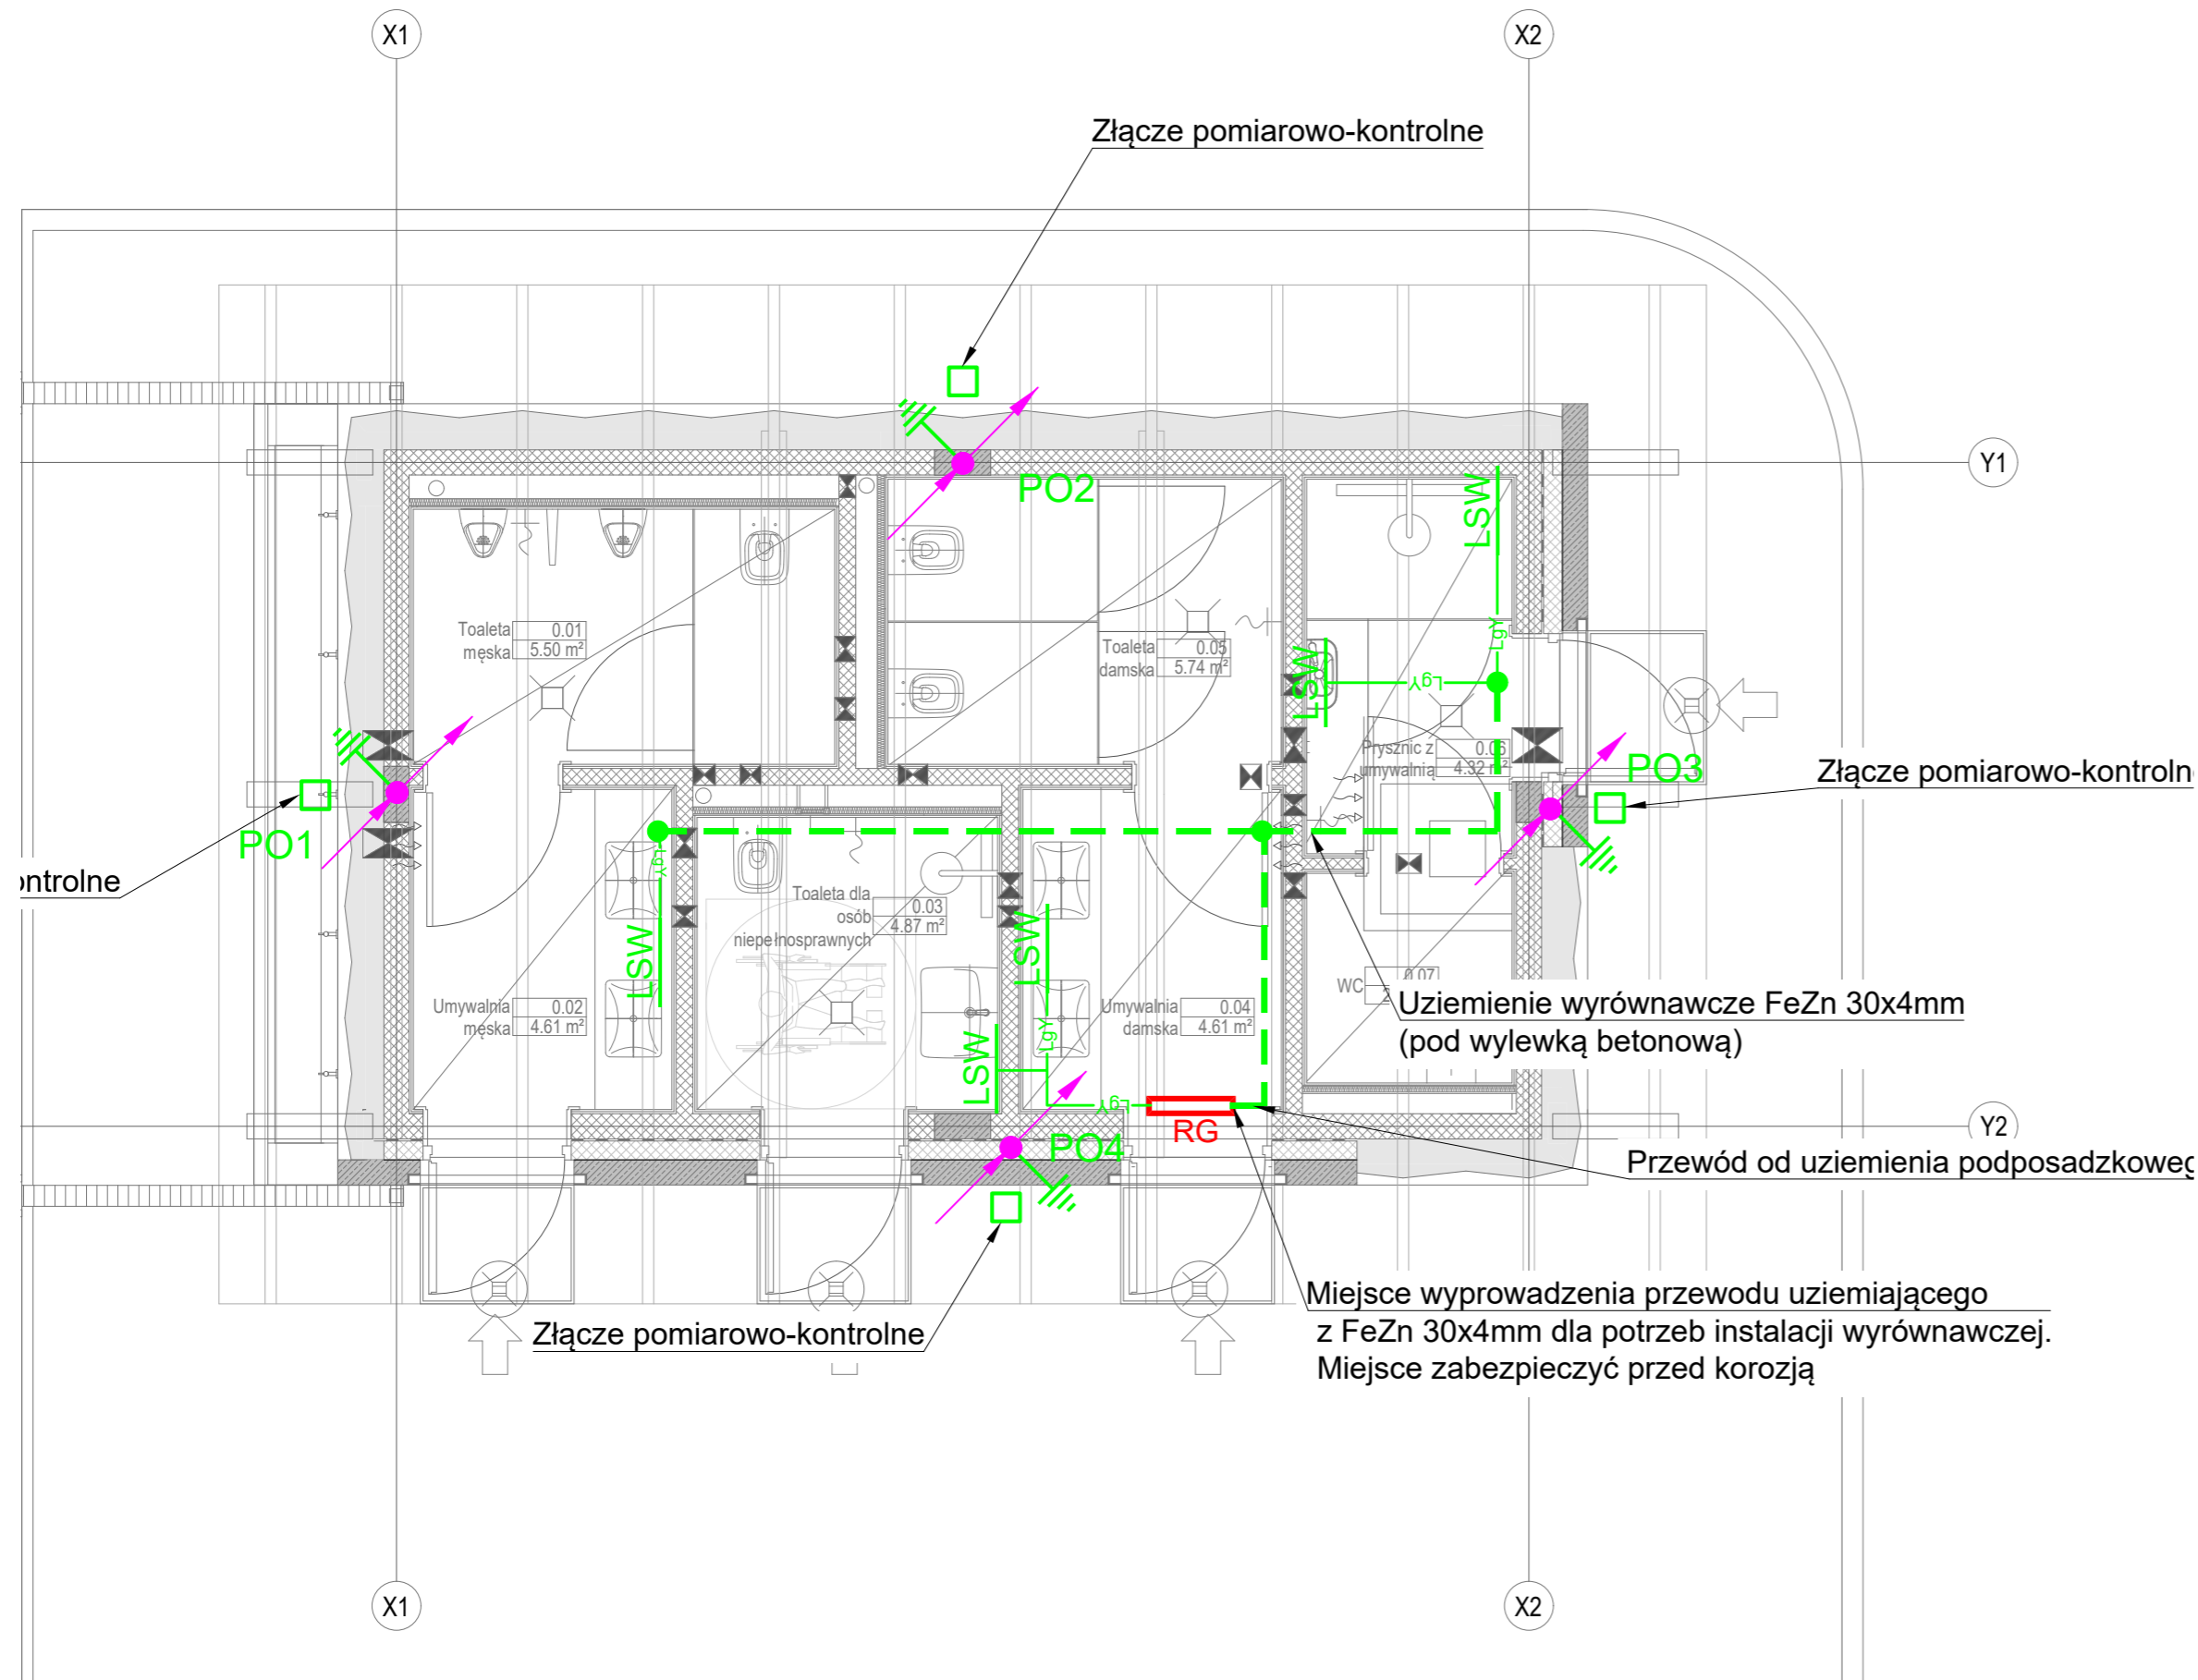 X1
X2
Złącze pomiarowo-kontrolne
Y1
PO2
LSW
Toaleta 0.01
męska 5.50 m²
Toaleta 0.05
damska 5.74 m²
LgY
LSW
LgY
Prysznic z 0.06
umywalnią 4.32 m²
PO3
Złącze pomiarowo-kontroln
PO1
ontrolne
LgY
Toaleta dla
osób 0.03
niepełnosprawnych 4.87 m²
LSW
LSW
WC 0.07
Uziemienie wyrównawcze FeZn 30x4mm
(pod wylewką betonową)
Umywalnia 0.02
męska 4.61 m²
Umywalnia 0.04
damska 4.61 m²
LSW
LgY
LgY
RG
Y2
PO4
Przewód od uziemienia podposadzkoweg
Miejsce wyprowadzenia przewodu uziemiającego
z FeZn 30x4mm dla potrzeb instalacji wyrównawczej.
Miejsce zabezpieczyć przed korozją
Złącze pomiarowo-kontrolne
X1
X2